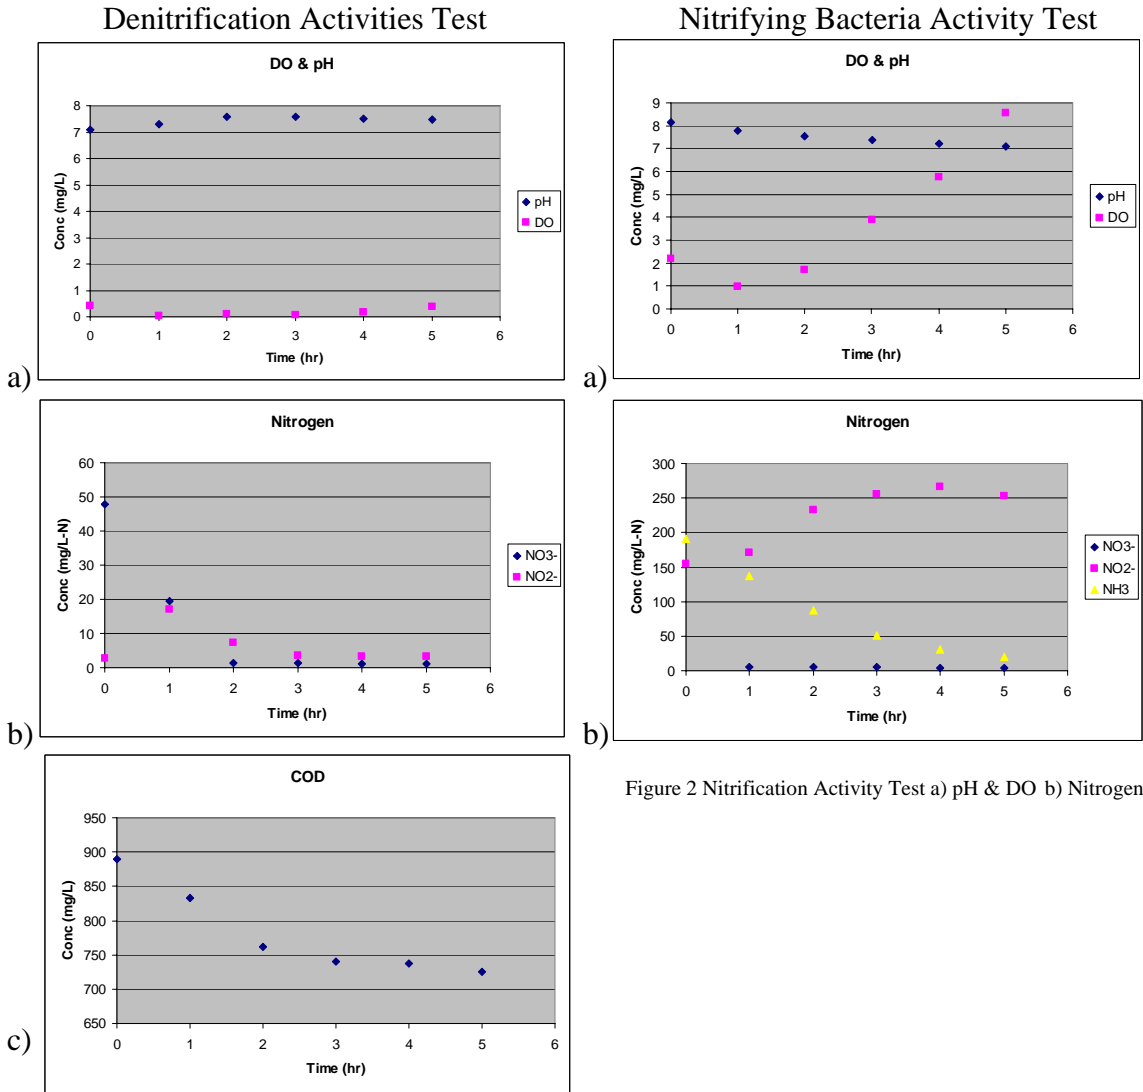 Denitrification Activities Test
DO & pH
Conc (mg/L)
8
7
6
5
4
3
2
1
0
0 1 2 3 4 5 6
Time (hr)
pH
DO
a)
Nitrogen
Conc (mg/L-N)
60
50
40
30
20
10
0
0 1 2 3 4 5 6
Time (hr)
NO3-
NO2-
b)
COD
Conc (mg/L)
950
900
850
800
750
700
650
0 1 2 3 4 5 6
Time (hr)
c)
Nitrifying Bacteria Activity Test
DO & pH
Conc (mg/L)
9
8
7
6
5
4
3
2
1
0
0 1 2 3 4 5 6
Time (hr)
pH
DO
a)
Nitrogen
Conc (mg/L-N)
300
250
200
150
100
50
0
0 1 2 3 4 5 6
Time (hr)
NO3-
NO2-
NH3
b)
Figure 2 Nitrification Activity Test a) pH & DO b) Nitrogen